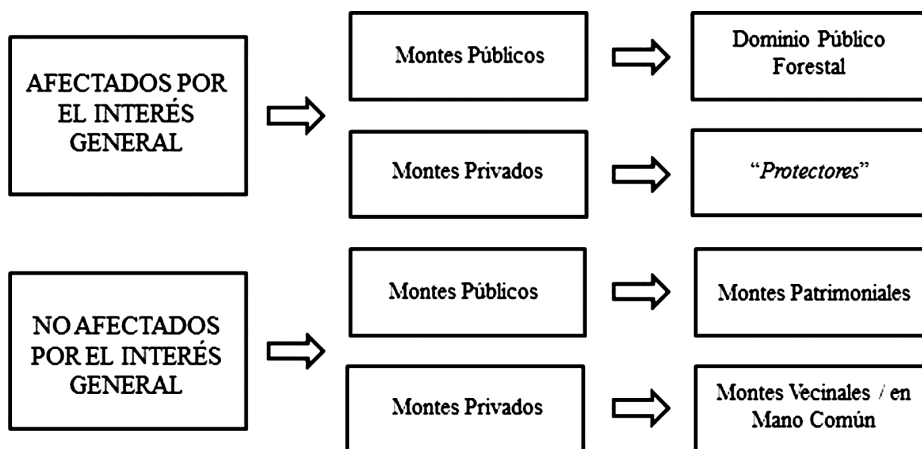 AFECTADOS POR
EL INTERÉS
GENERAL
Montes Públicos
Dominio Público
Forestal
Montes Privados
“Protectores”
NO AFECTADOS
POR EL INTERÉS
GENERAL
Montes Públicos
Montes Patrimoniales
Montes Privados
Montes Vecinales / en
Mano Común